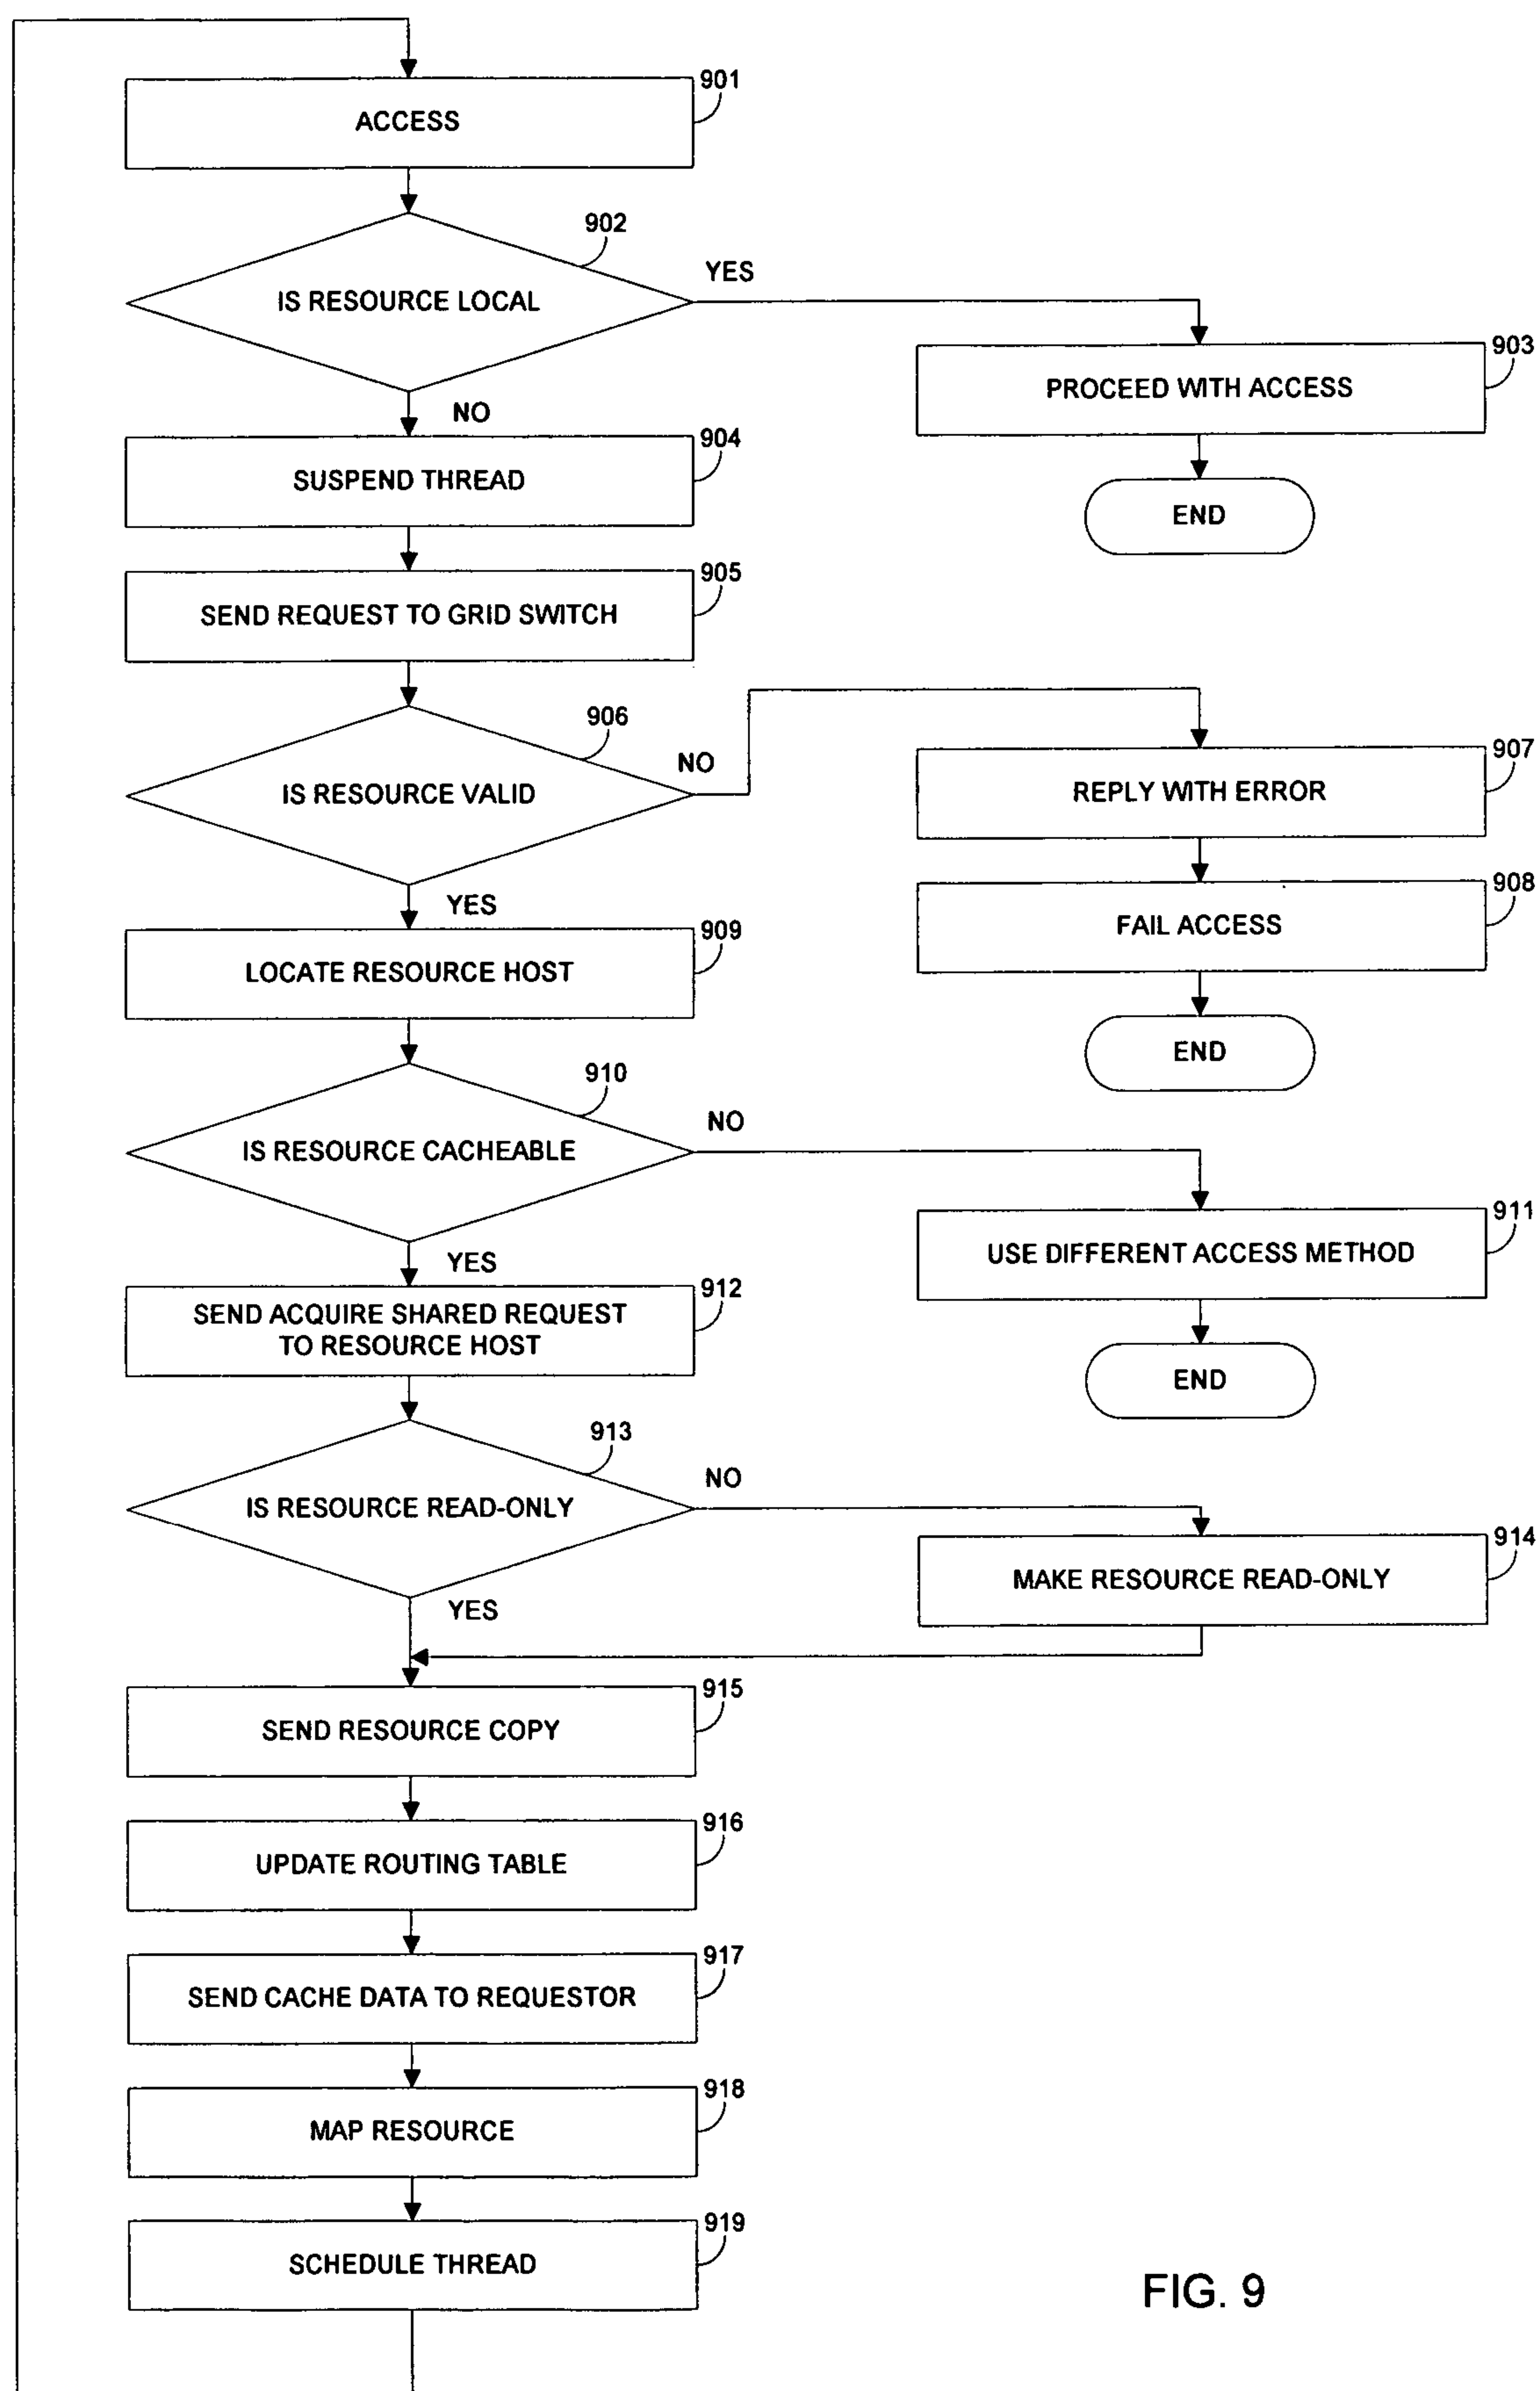 901
ACCESS
902
IS RESOURCE LOCAL
YES
903
PROCEED WITH ACCESS
END
NO
904
SUSPEND THREAD
905
SEND REQUEST TO GRID SWITCH
906
IS RESOURCE VALID
NO
907
REPLY WITH ERROR
908
FAIL ACCESS
END
YES
909
LOCATE RESOURCE HOST
910
IS RESOURCE CACHEABLE
NO
911
USE DIFFERENT ACCESS METHOD
END
YES
912
SEND ACQUIRE SHARED REQUEST
TO RESOURCE HOST
913
IS RESOURCE READ-ONLY
NO
914
MAKE RESOURCE READ-ONLY
YES
915
SEND RESOURCE COPY
916
UPDATE ROUTING TABLE
917
SEND CACHE DATA TO REQUESTOR
918
MAP RESOURCE
919
SCHEDULE THREAD
FIG. 9